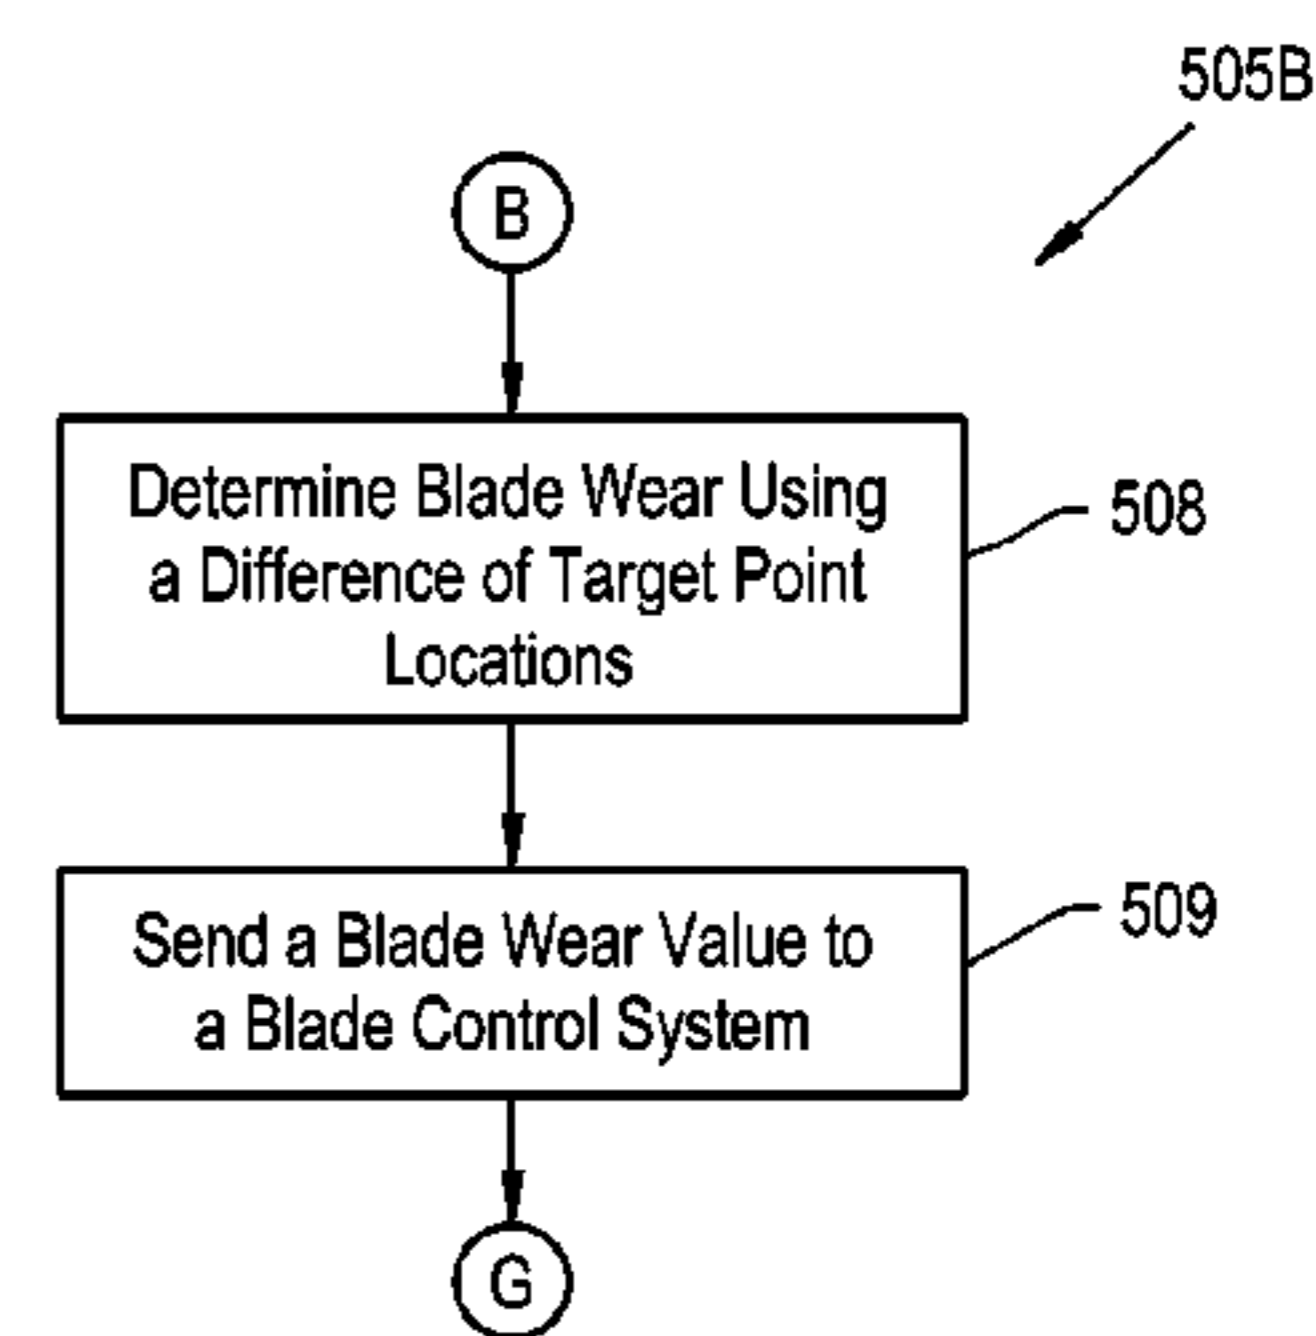 505B
B
Determine Blade Wear Using
a Difference of Target Point
Locations
508
Send a Blade Wear Value to
a Blade Control System
509
G